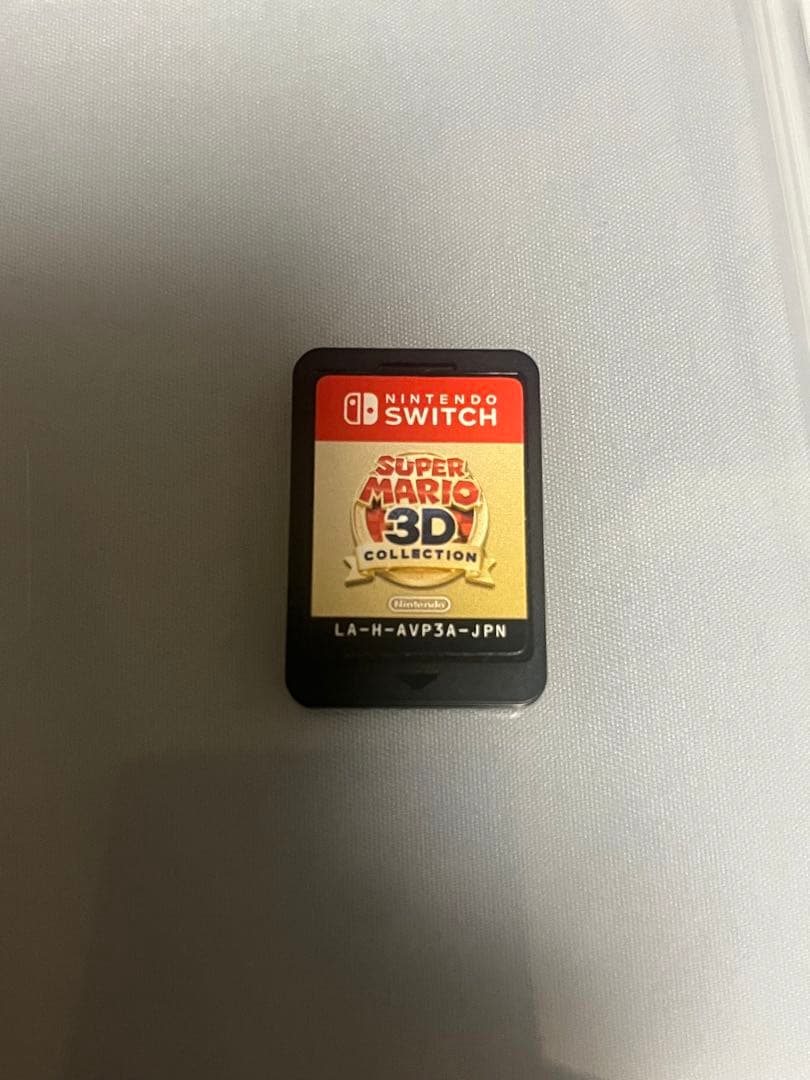 NINTENDO
SWITCH
SUPER
MARIO
3D
COLLECTION
Nintendo
LA-H-AVP3A-JPN